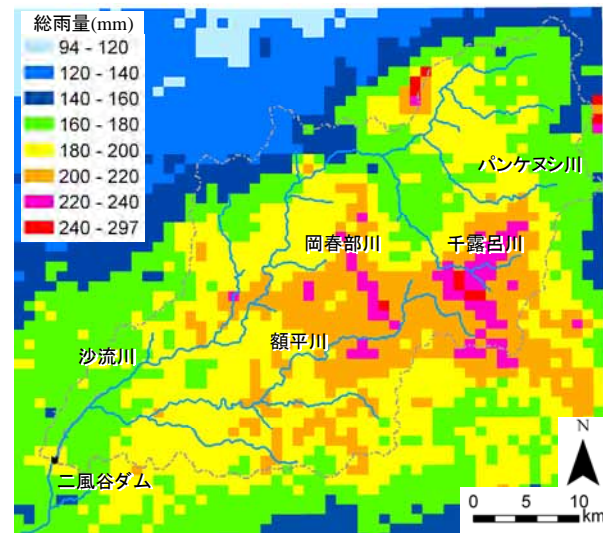 総雨量(mm)
94 - 120
120 - 140
140 - 160
160 - 180
180 - 200
200 - 220
220 - 240
240 - 297
パンケヌシ川
岡春部川
千露呂川
額平川
沙流川
二風谷ダム
N
0 5 10
km